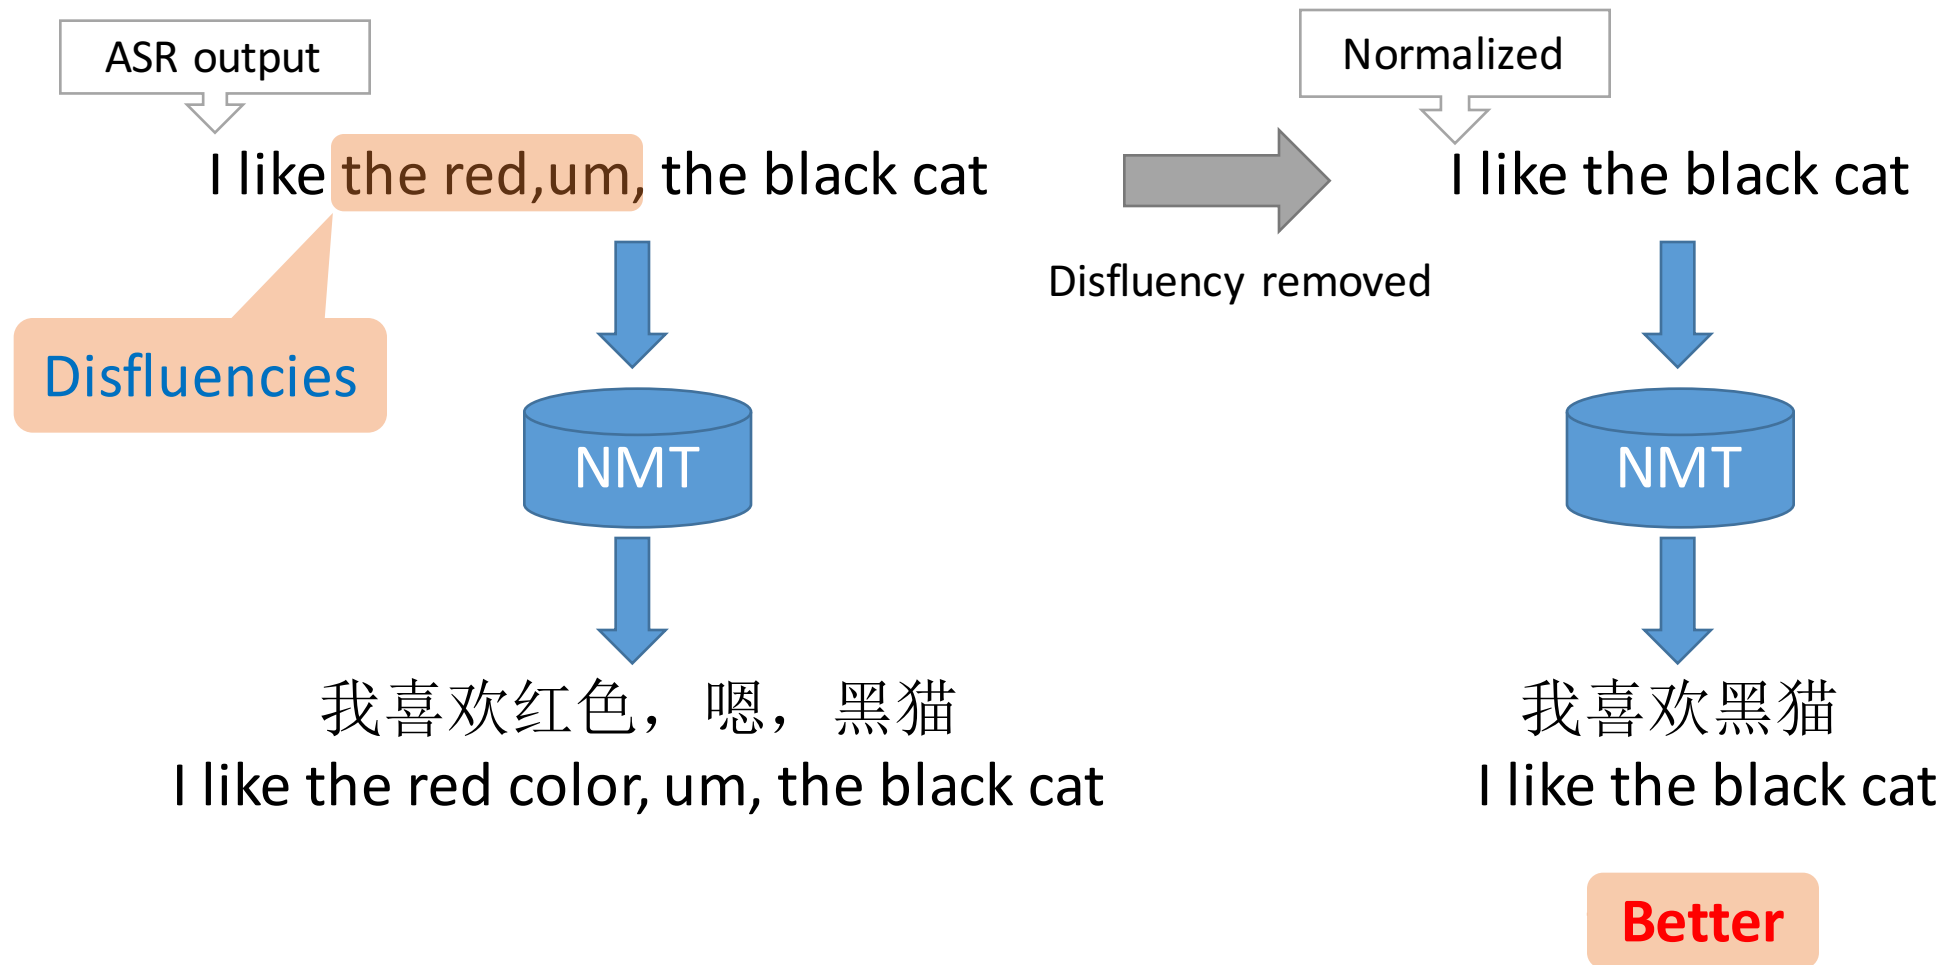 ASR output
Normalized
I like the red,um, the black cat
I like the black cat
Disfluency removed
Disfluencies
NMT
NMT
我喜欢红色，嗯，黑猫
我喜欢黑猫
I like the red color, um, the black cat
I like the black cat
Better